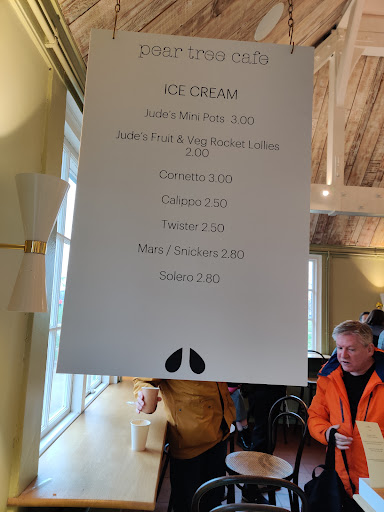 pear tree cafe
ICE CREAM
Jude's Mini Pots 3.00
Jude's Fruit & Veg Rocket Lollies
2.00
Cornetto 3.00
Calippo 2.50
Twister 2.50
Mars / Snickers 2.80
Solero 2.80